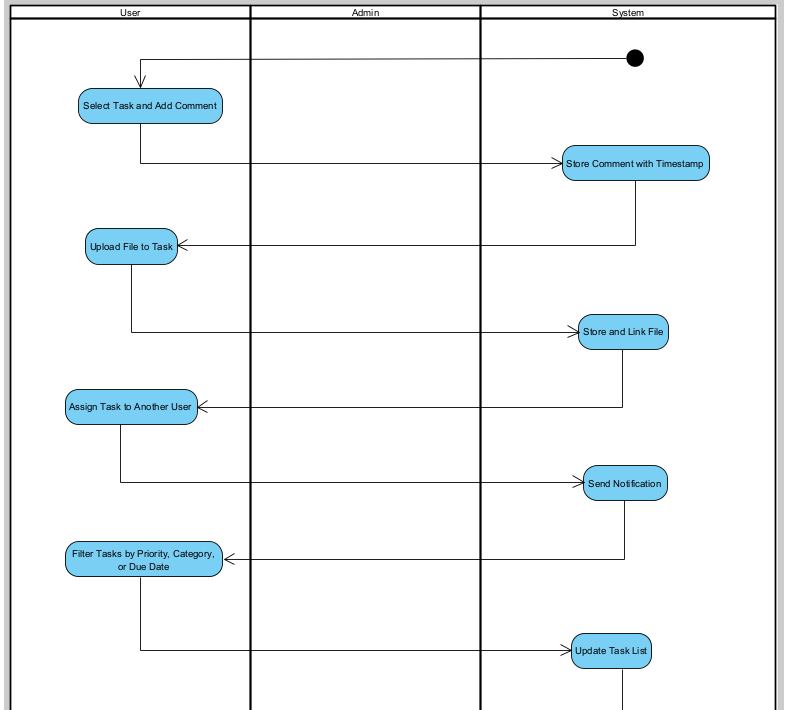 User
Admin
System
Select Task and Add Comment
Store Comment with Timestamp
Upload File to Task
Store and Link File
Assign Task to Another User
Send Notification
Filter Tasks by Priority, Category,
or Due Date
Update Task List